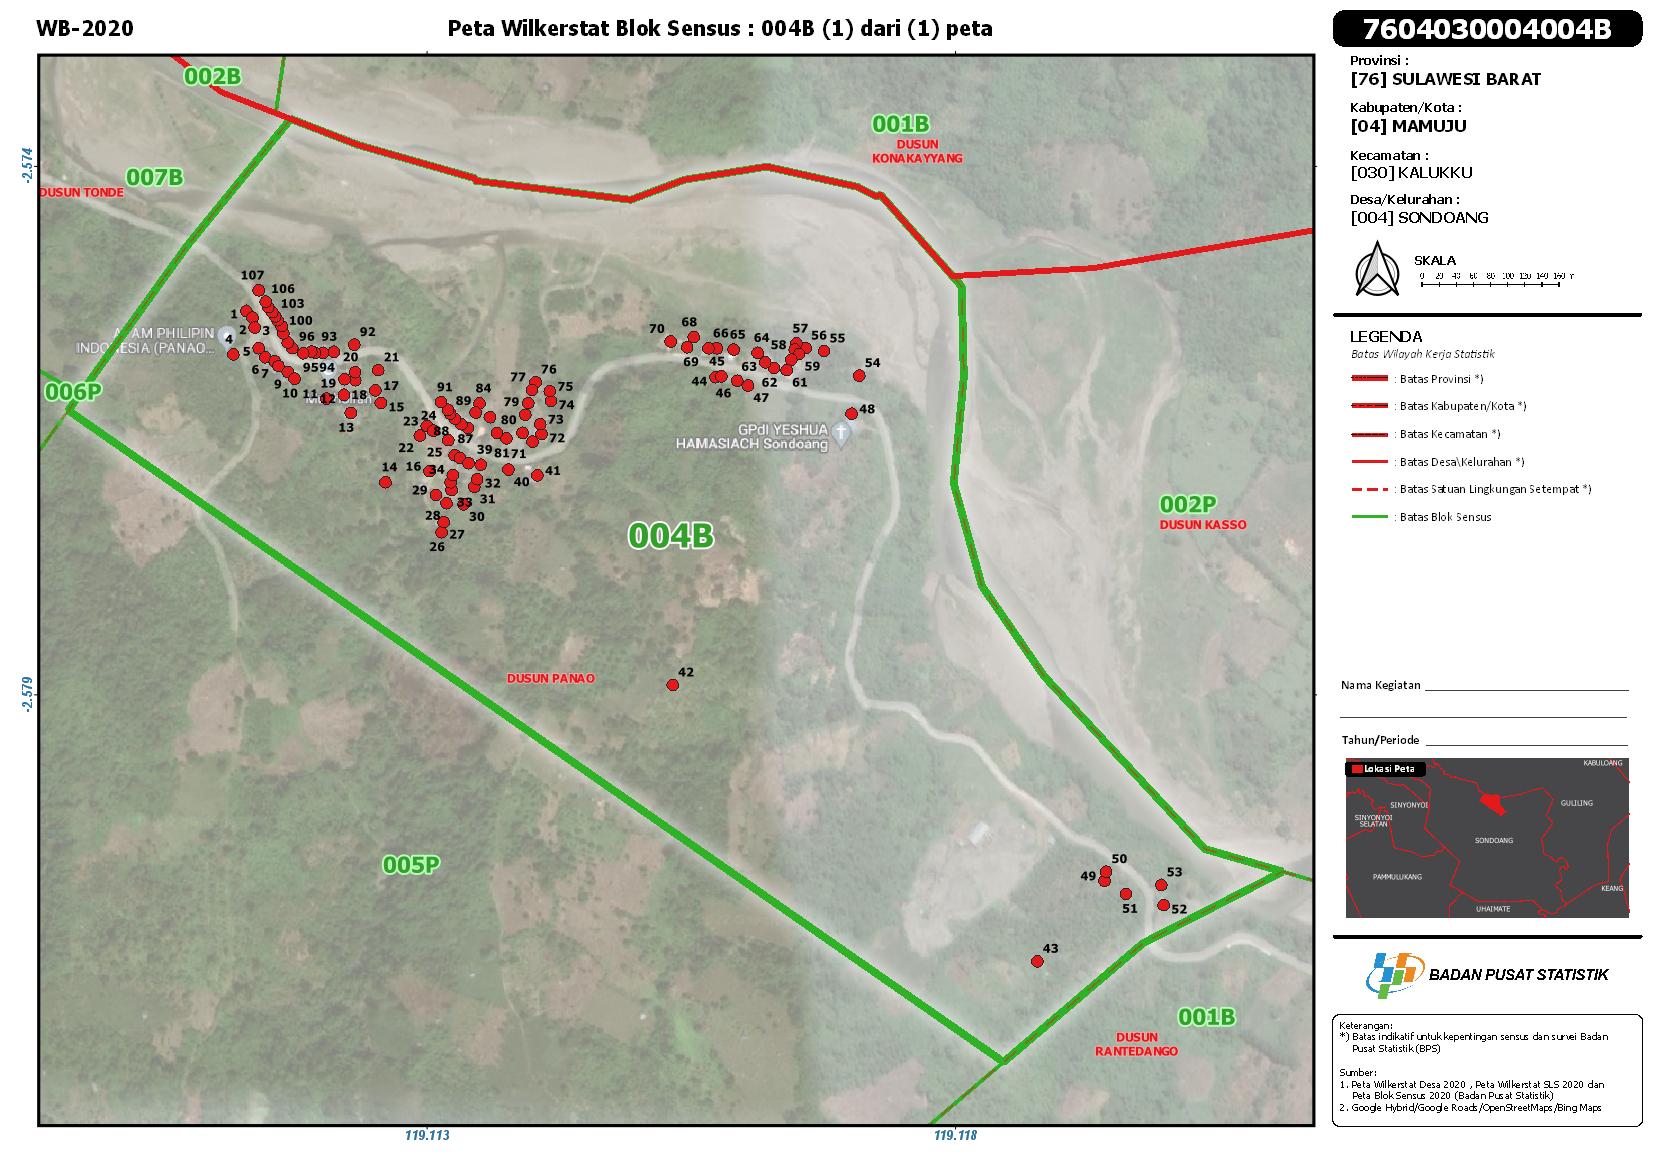 WB-2020
Peta Wilkerstat Blok Sensus : 004B (1) dari (1) peta
7604030004004B
Provinsi :
[76] SULAWESI BARAT
Kabupaten/Kota :
[04] MAMUJU
Kecamatan :
[030] KALUKKU
Desa/Kelurahan :
[004] SONDOANG
SKALA
0 20 40 60 80 100 120 140 160 m
LEGENDA
Batas Wilayah Kerja Statistik
: Batas Provinsi *)
: Batas Kabupaten/Kota *)
: Batas Kecamatan *)
: Batas Desa\Kelurahan *)
: Batas Satuan Lingkungan Setempat *)
: Batas Blok Sensus
Nama Kegiatan
Tahun/Periode
Lokasi Peta
KABULOANG
SINYONYOI
GULILING
SINYONYOI
SELATAN
SONDOANG
PAMMULUKANG
KEANG
UHAIMATE
BADAN PUSAT STATISTIK
Keterangan:
*) Batas indikatif untuk kepentingan sensus dan survei Badan
Pusat Statistik (BPS)
Sumber:
1. Peta Wilkerstat Desa 2020 , Peta Wilkerstat SLS 2020 dan
Peta Blok Sensus 2020 (Badan Pusat Statistik)
2. Google Hybrid/Google Roads/OpenStreetMaps/Bing Maps
002B
001B
DUSUN
KONAKAYYANG
-2.574
007B
DUSUN TONDE
107
106
103
1
100
2
3
INDONESIA (PANAO...
4
5
96
93
92
6
7
95
94
20
21
9
10
11
12
19
18
17
13
15
70
68
66
65
64
57
56
55
58
69
45
63
59
54
44
46
47
62
61
48
GPdI YESHUA
HAMASIACH Sondoang
006P
77
76
75
91
84
89
79
74
23
24
88
80
73
22
25
87
39
81
71
72
14
16
34
32
40
41
29
33
31
28
30
27
26
004B
002P
DUSUN KASSO
-2.579
DUSUN PANAO
42
005P
50
49
53
51
52
43
001B
DUSUN
RANTEDANGO
119.113
119.118